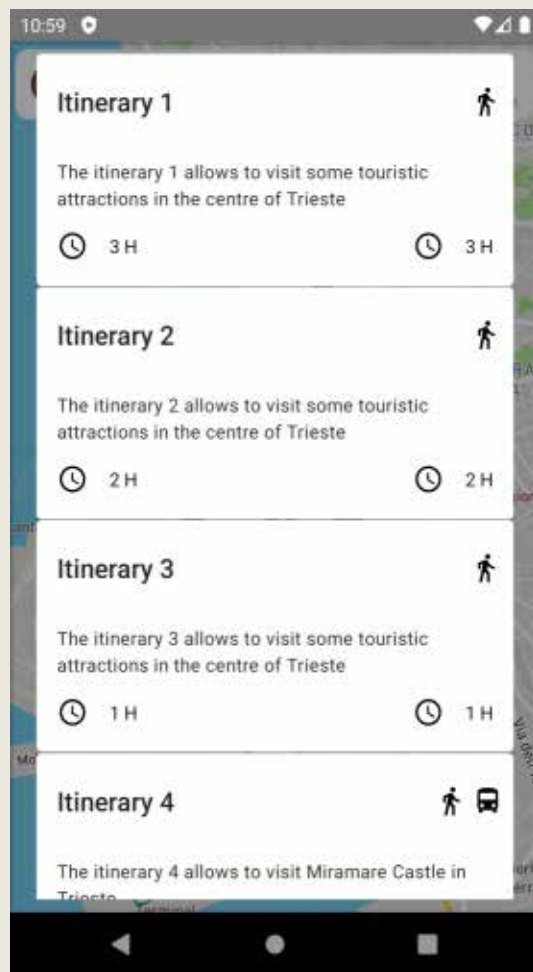 10:59
Itinerary 1
The itinerary 1 allows to visit some touristic
attractions in the centre of Trieste
3 H 3 H
Itinerary 2
The itinerary 2 allows to visit some touristic
attractions in the centre of Trieste
2 H 2 H
Itinerary 3
The itinerary 3 allows to visit some touristic
attractions in the centre of Trieste
1 H 1 H
Itinerary 4
The itinerary 4 allows to visit Miramare Castle in
Trieste